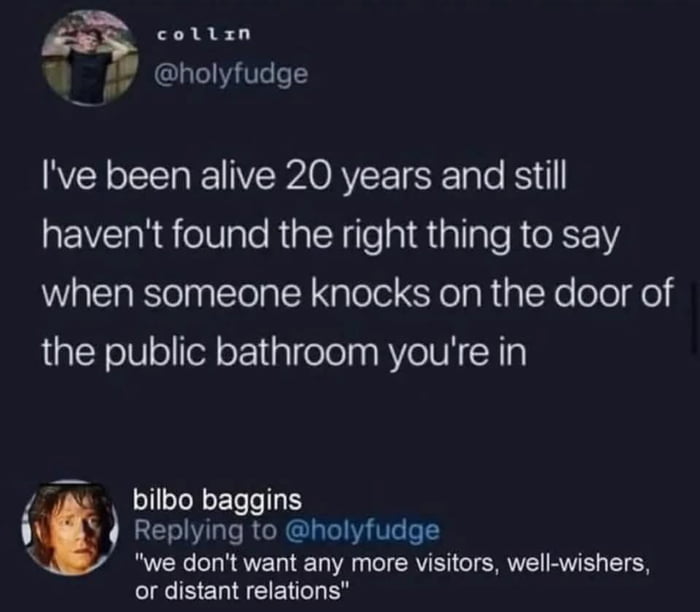 collin
@holyfudge
I've been alive 20 years and still
haven't found the right thing to say
when someone knocks on the door of
the public bathroom you're in
bilbo baggins
Replying to @holyfudge
"we don't want any more visitors, well-wishers,
or distant relations"